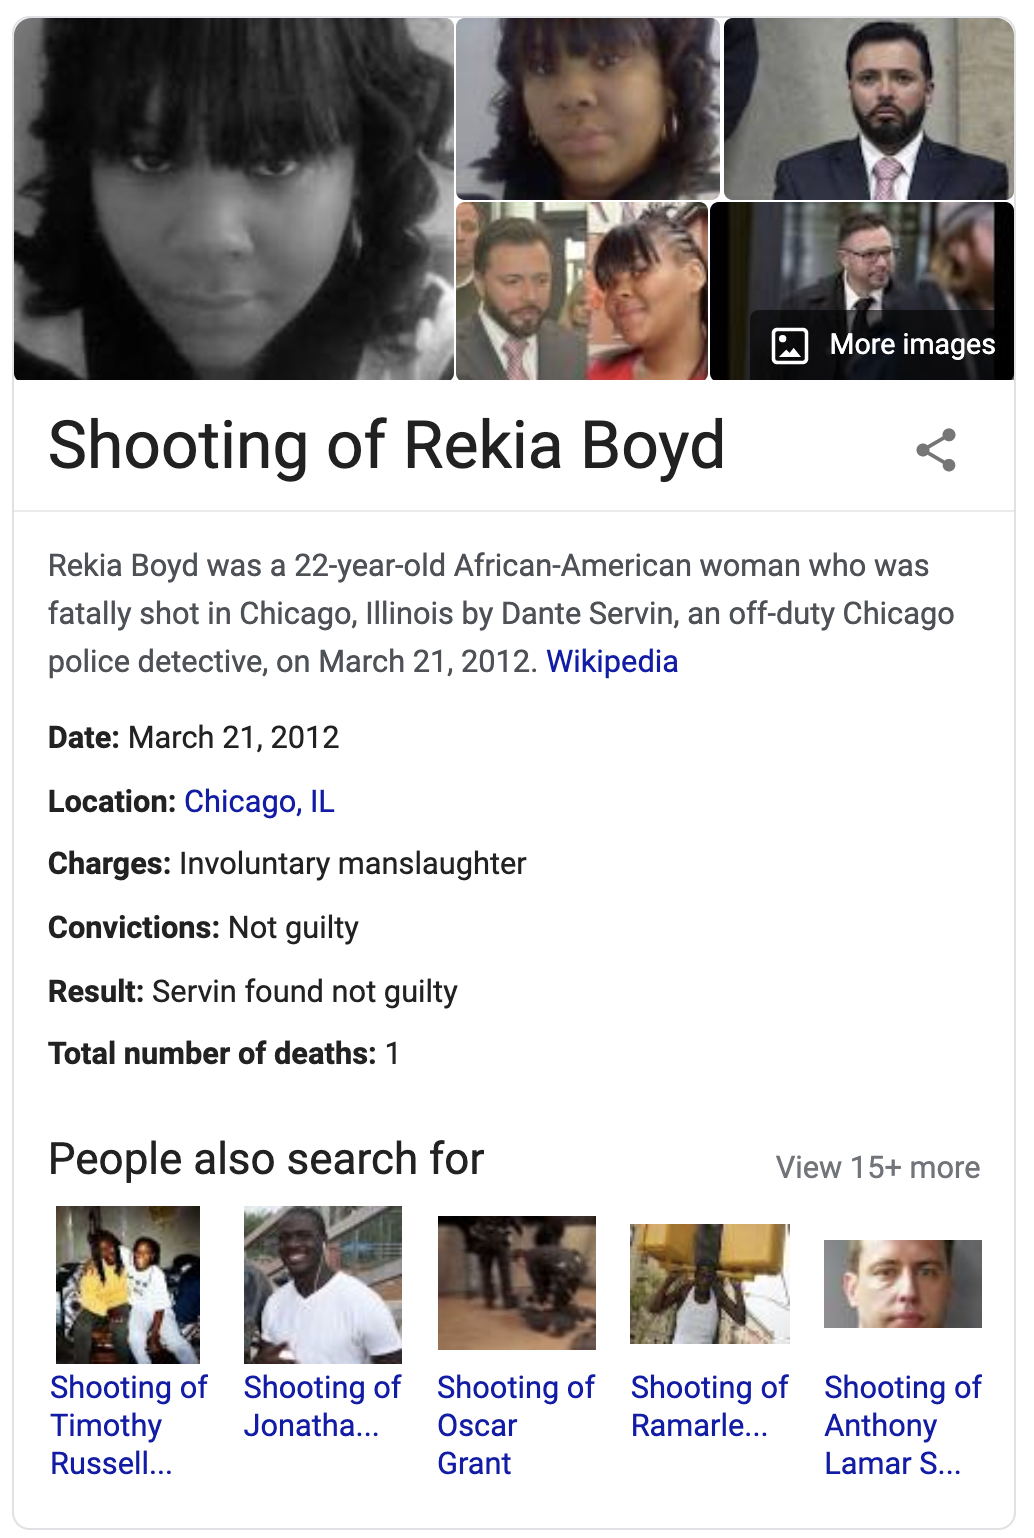 More images
Shooting of Rekia Boyd
Rekia Boyd was a 22-year-old African-American woman who was
fatally shot in Chicago, Illinois by Dante Servin, an off-duty Chicago
police detective, on March 21, 2012. Wikipedia
Date: March 21, 2012
Location: Chicago, IL
Charges: Involuntary manslaughter
Convictions: Not guilty
Result: Servin found not guilty
Total number of deaths: 1
People also search for
View 15+ more
Shooting of
Timothy
Russell...
Shooting of
Jonatha...
Shooting of
Oscar
Grant
Shooting of
Ramarle...
Shooting of
Anthony
Lamar S...